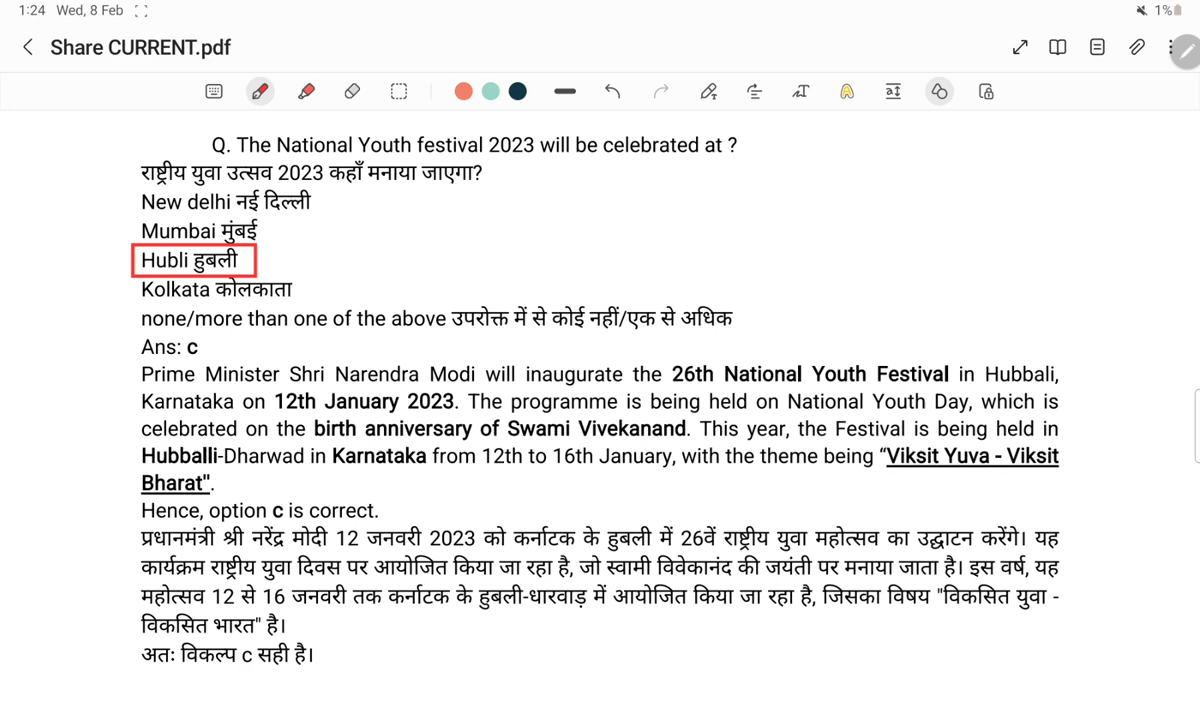 1:24 Wed, 8 Feb
1%
Share CURRENT.pdf
Q. The National Youth festival 2023 will be celebrated at ?
राष्ट्रीय युवा उत्सव 2023 कहाँ मनाया जाएगा?
New delhi नई दिल्ली
Mumbai मुंबई
Hubli हुबली
Kolkata कोलकाता
none/more than one of the above उपरोक्त में से कोई नहीं/एक से अधिक
Ans: c
Prime Minister Shri Narendra Modi will inaugurate the 26th National Youth Festival in Hubbali,
Karnataka on 12th January 2023. The programme is being held on National Youth Day, which is
celebrated on the birth anniversary of Swami Vivekanand. This year, the Festival is being held in
Hubballi-Dharwad in Karnataka from 12th to 16th January, with the theme being “Viksit Yuva - Viksit
Bharat".
Hence, option c is correct.
प्रधानमंत्री श्री नरेंद्र मोदी 12 जनवरी 2023 को कर्नाटक के हुबली में 26वें राष्ट्रीय युवा महोत्सव का उद्घाटन करेंगे। यह
कार्यक्रम राष्ट्रीय युवा दिवस पर आयोजित किया जा रहा है, जो स्वामी विवेकानंद की जयंती पर मनाया जाता है। इस वर्ष, यह
महोत्सव 12 से 16 जनवरी तक कर्नाटक के हुबली-धारवाड़ में आयोजित किया जा रहा है, जिसका विषय "विकसित युवा -
विकसित भारत" है।
अतः विकल्प c सही है।